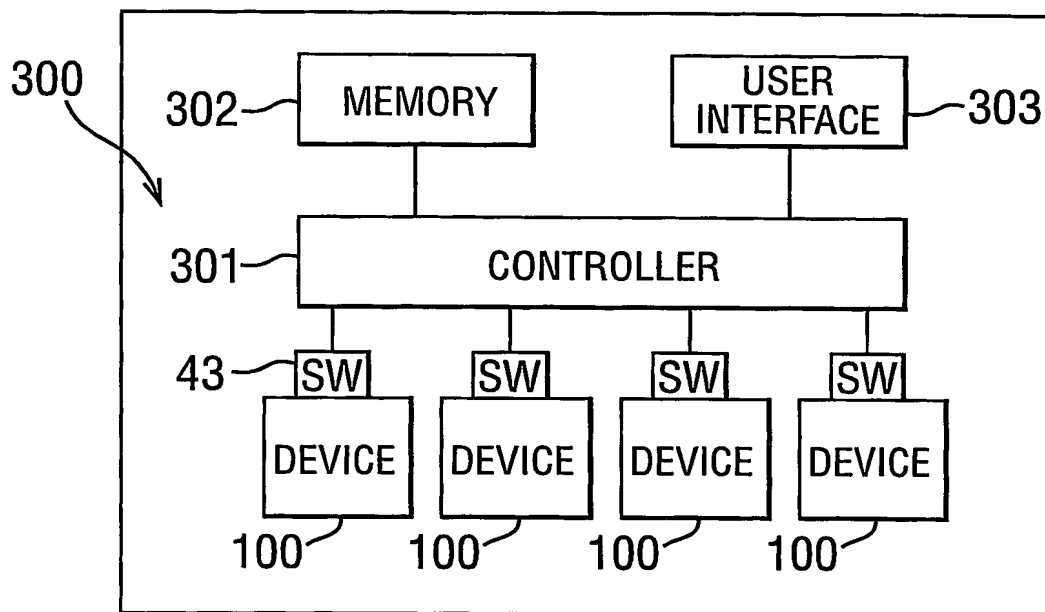 300
302
MEMORY
USER
INTERFACE
303
301
CONTROLLER
43
SW
SW
SW
SW
DEVICE
DEVICE
DEVICE
DEVICE
100
100
100
100